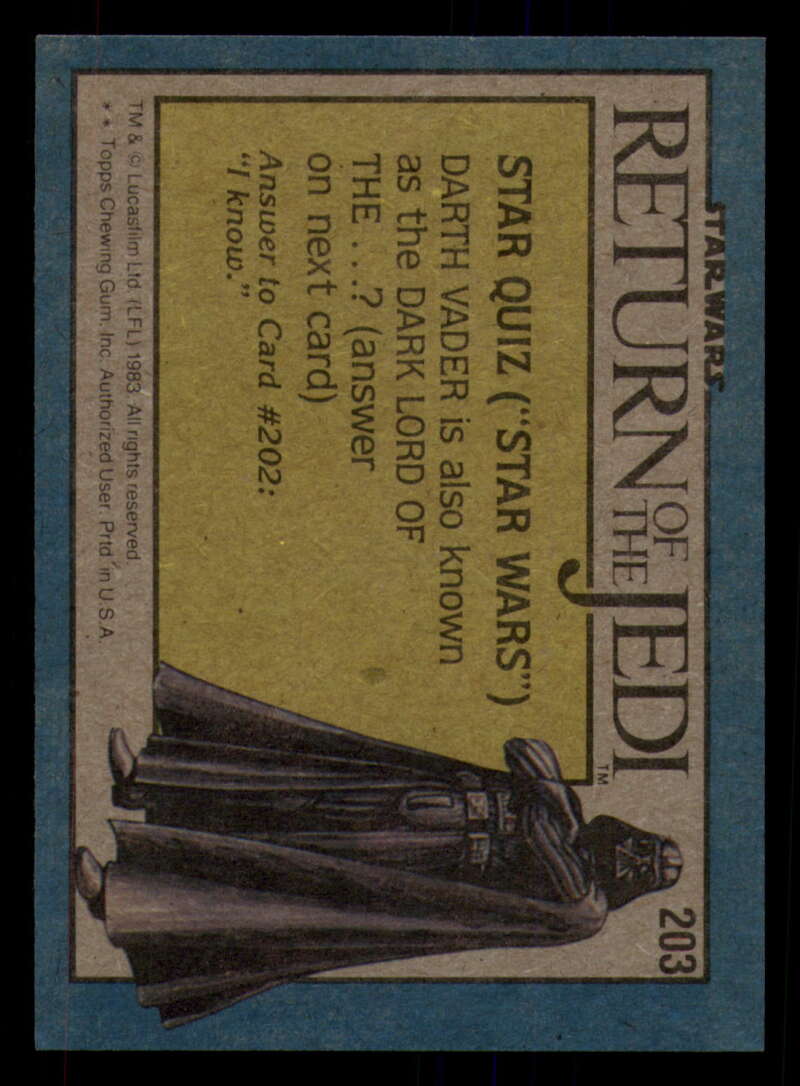 STAR WARS
RETURN OF THE JEDI TM
203
STAR QUIZ ("STAR WARS")
DARTH VADER is also known
as the DARK LORD OF
THE . . .? (answer
on next card)
Answer to Card #202:
"I know."
TM & © Lucasfilm Ltd. (LFL) 1983. All rights reserved
* * Topps Chewing Gum, Inc. Authorized User. Prtd in U.S.A.